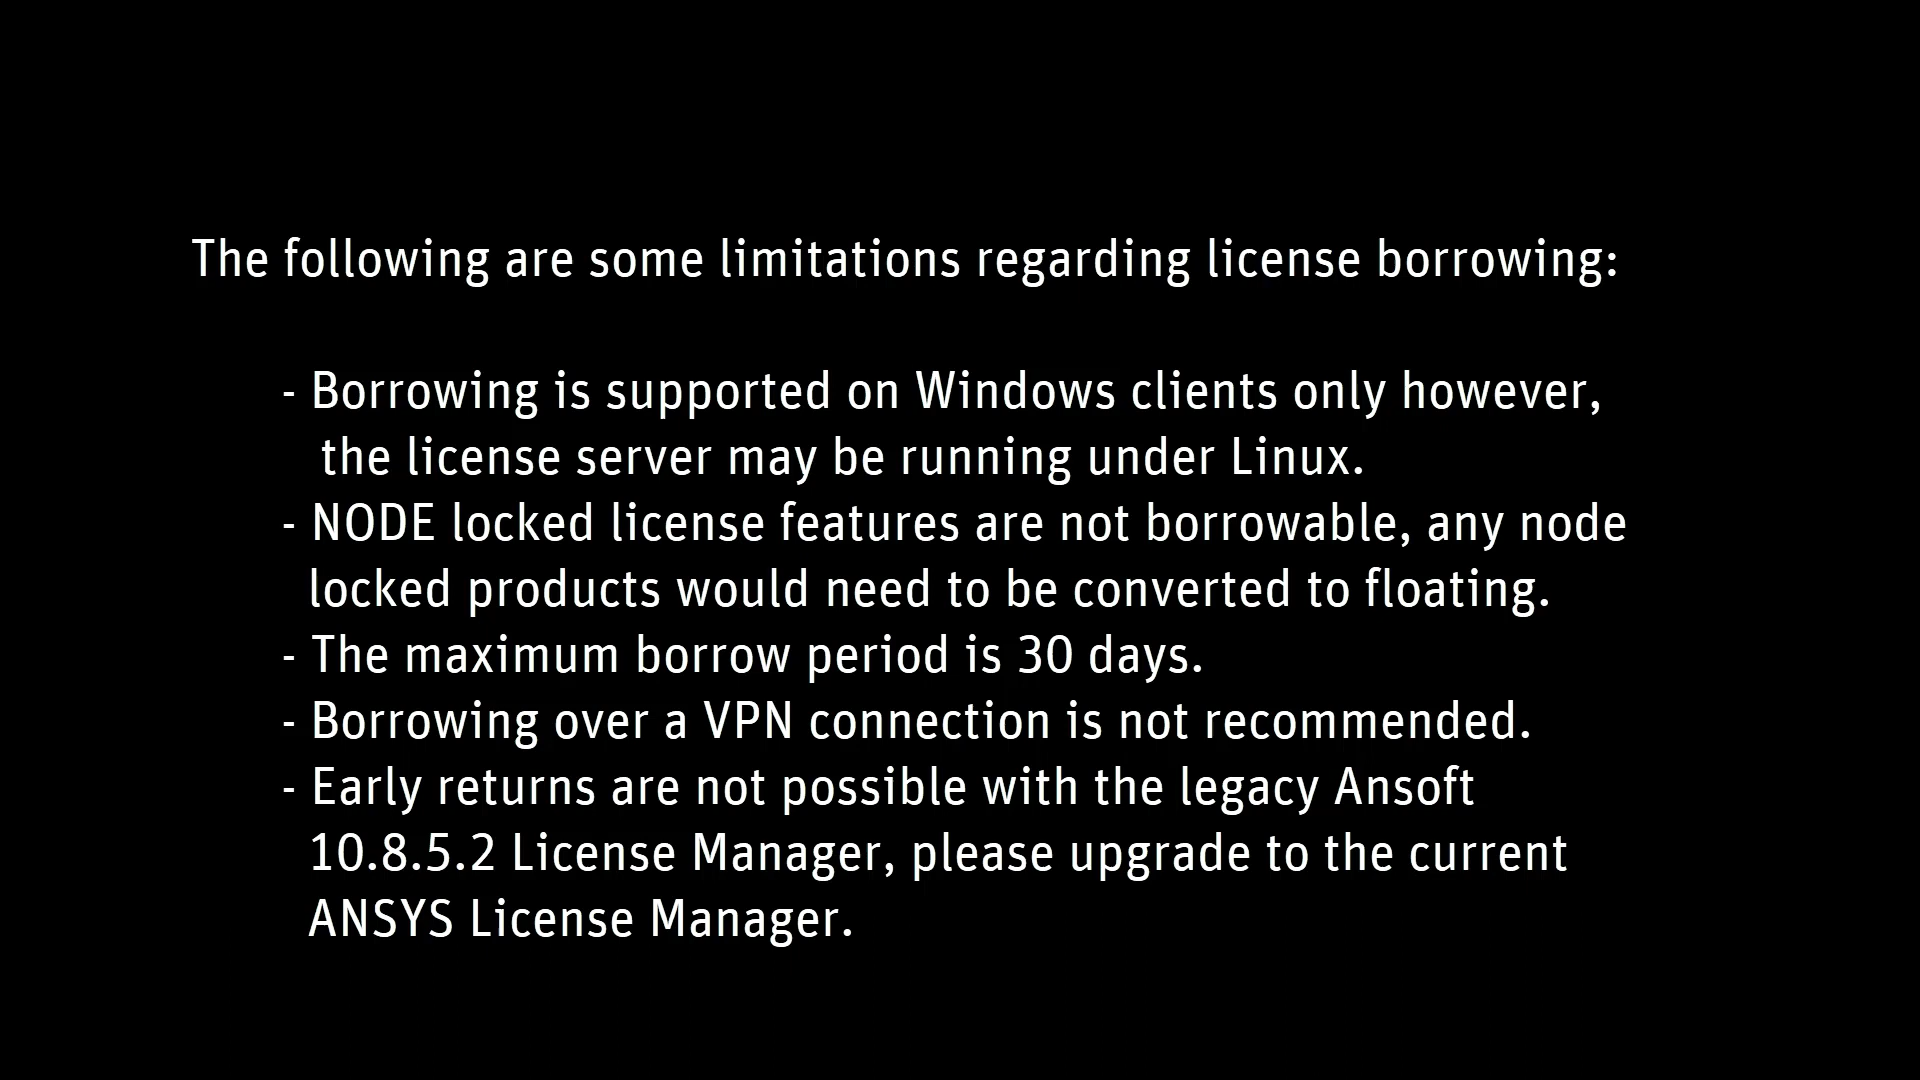 The following are some limitations regarding license borrowing:
- Borrowing is supported on Windows clients only however,
the license server may be running under Linux.
- NODE locked license features are not borrowable, any node
locked products would need to be converted to floating.
- The maximum borrow period is 30 days.
- Borrowing over a VPN connection is not recommended.
- Early returns are not possible with the legacy Ansoft
10.8.5.2 License Manager, please upgrade to the current
ANSYS License Manager.